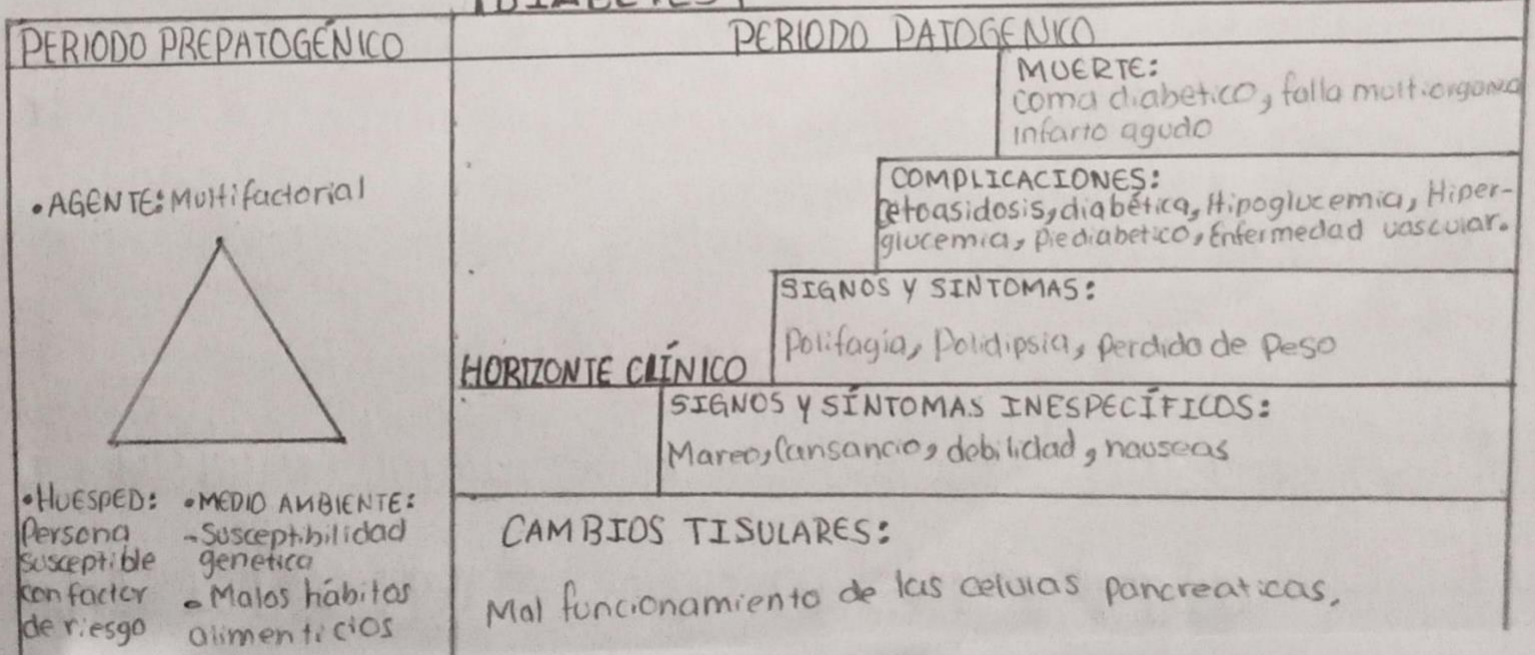 PERIODO PREPATOGÉNICO
PERIODO PATOGENICO
MUERTE:
coma diabetico, falla multiorgana
infarto agudo
COMPLICACIONES:
cetoasidosis, diabética, Hipoglucemia, Hiper-
glucemia, piediabetico, Enfermedad vascular.
SIGNOS Y SINTOMAS:
Polifagia, Polidipsia, perdida de peso
HORIZONTE CLÍNICO
SIGNOS Y SÍNTOMAS INESPECÍFICOS:
Mareo, Cansancio, debilidad, nauseas
CAMBIOS TISULARES:
Mal funcionamiento de las celulas pancreaticas.
•AGENTE: Multifactorial
•HUESPED:
Persona
susceptible
con factor
de riesgo
•MEDIO AMBIENTE:
-Susceptibilidad
genetica
•Malos hábitos
alimenticios